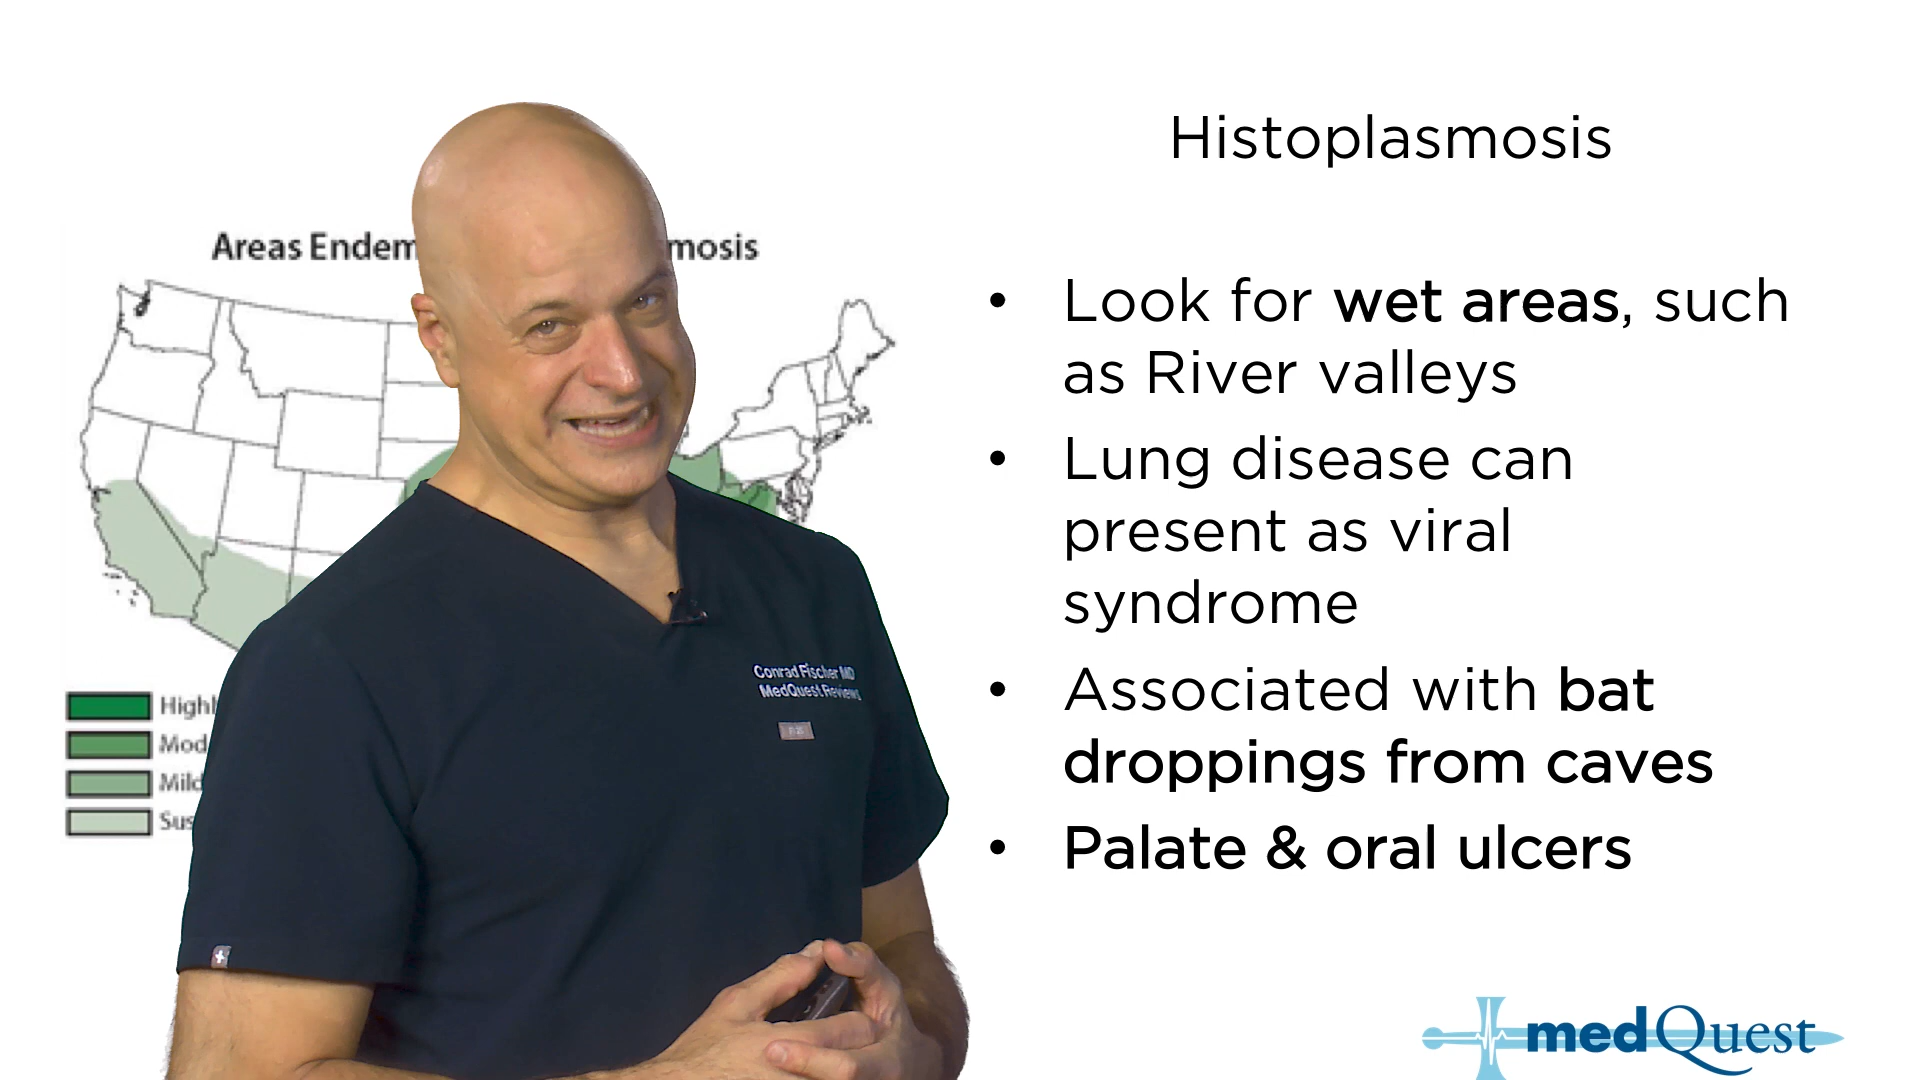 Histoplasmosis
Areas Endem mosis
• Look for wet areas, such
as River valleys
• Lung disease can
present as viral
syndrome
• Associated with bat
droppings from caves
• Palate & oral ulcers
Conrad Fischer MD
MedQuest Reviews
Highl
Mod
Mild
Sus
medQuest